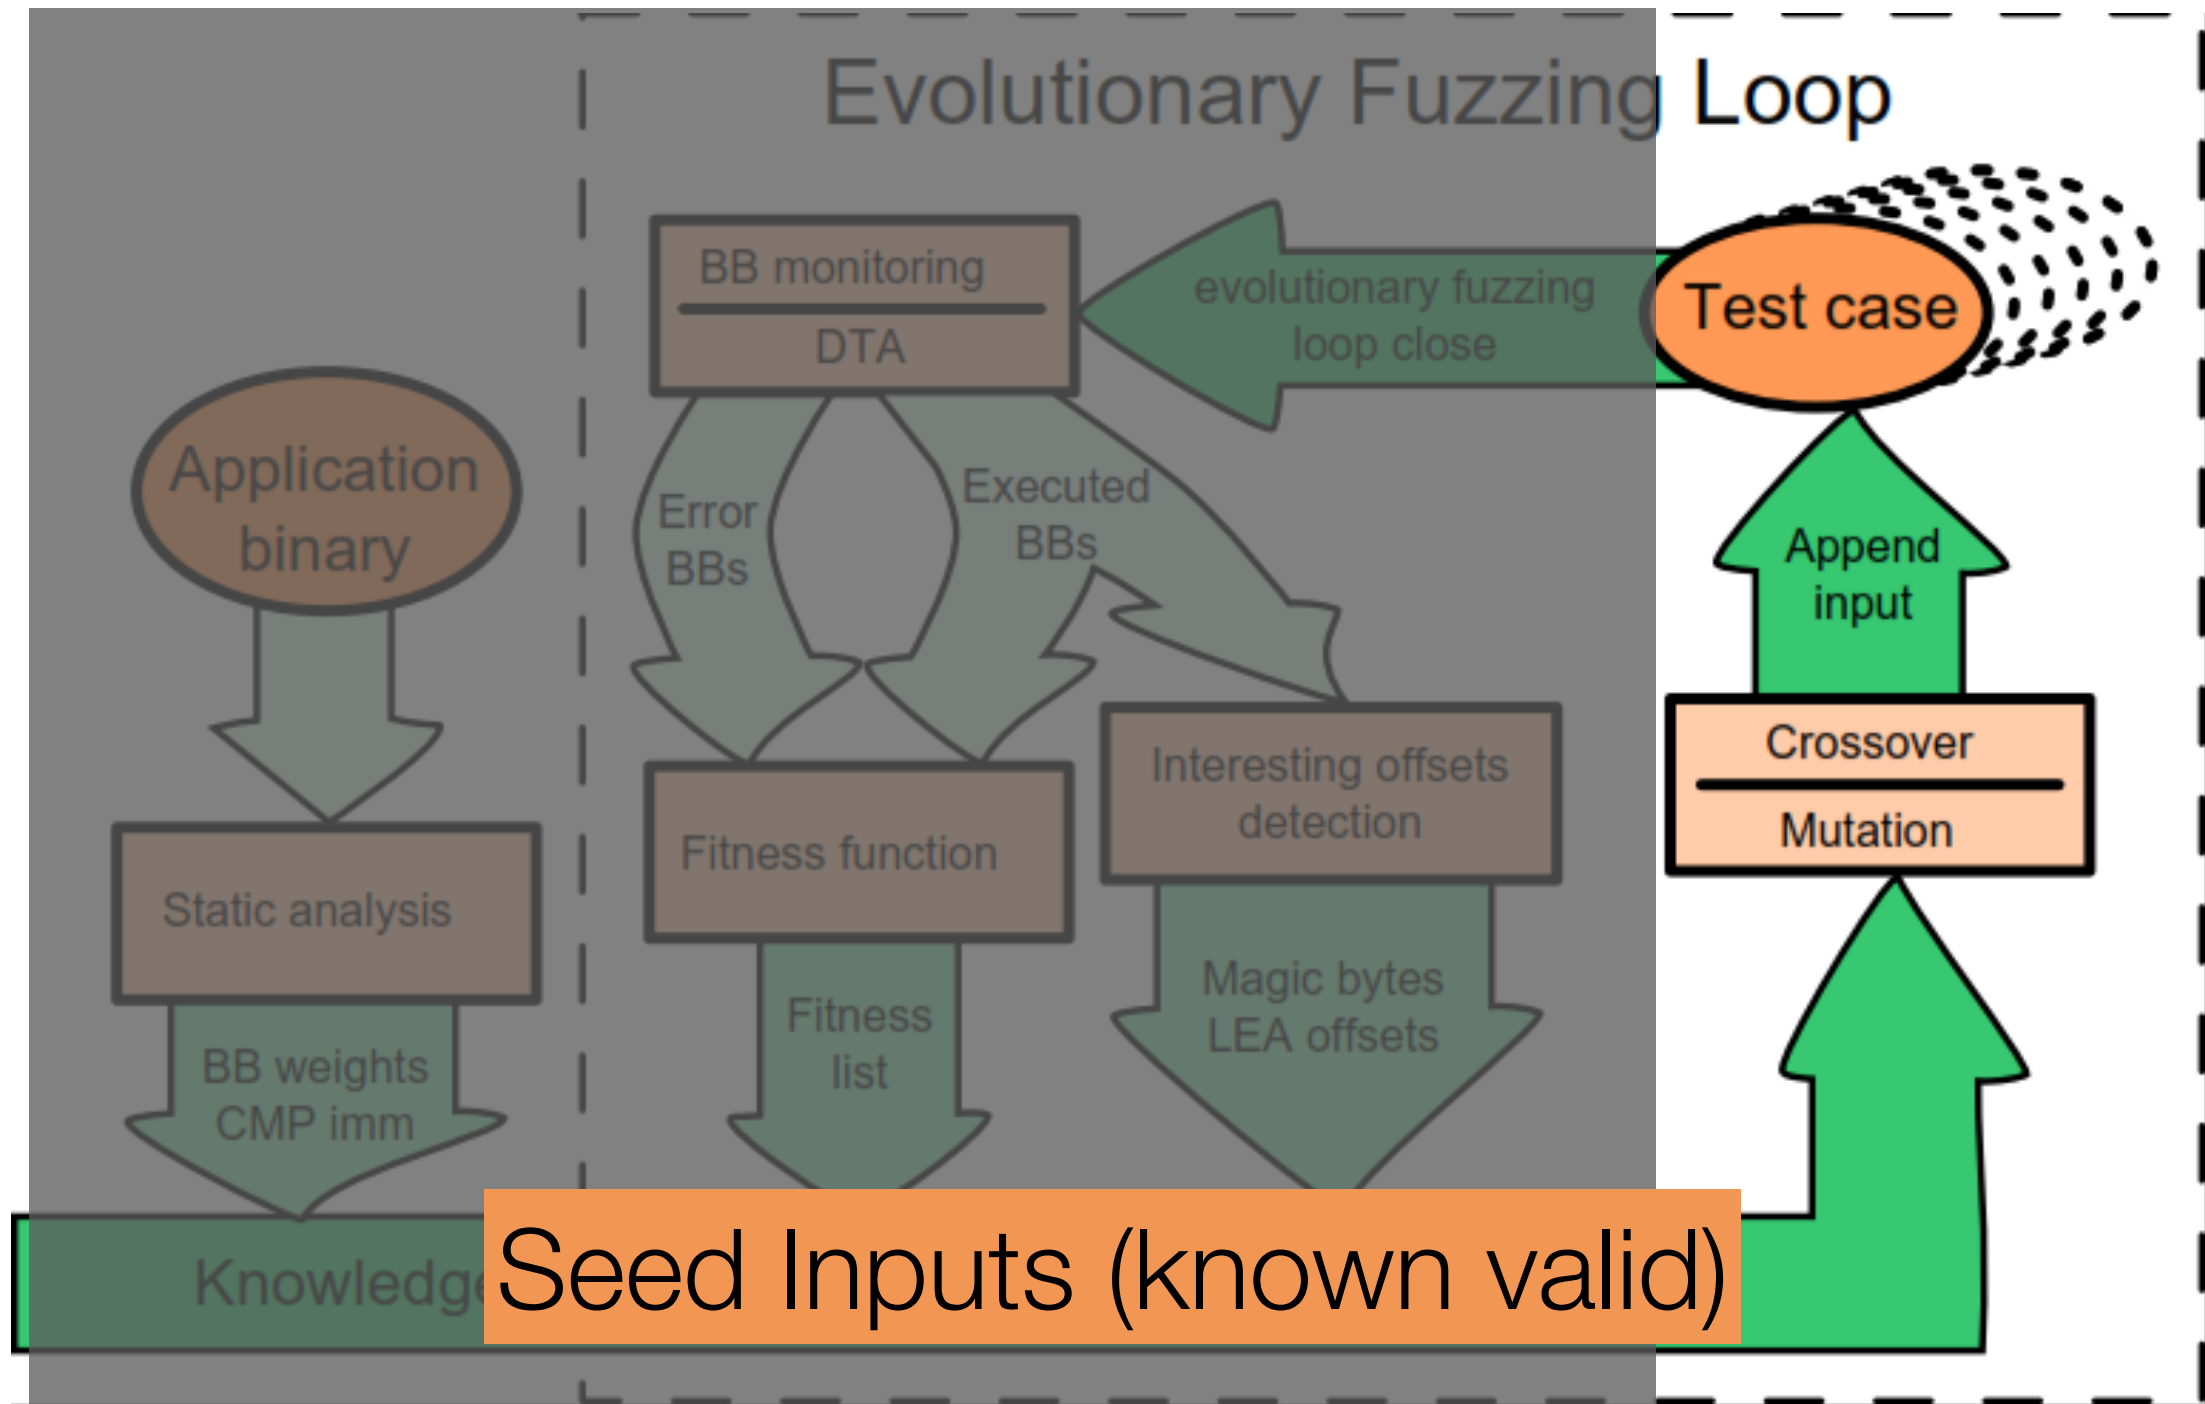 Evolutionary Fuzzing Loop
BB monitoring
DTA
evolutionary fuzzing
loop close
Test case
Application
binary
Error
BBs
Executed
BBs
Append
input
Interesting offsets
detection
Crossover
Mutation
Fitness function
Static analysis
Magic bytes
LEA offsets
Fitness
list
BB weights
CMP imm
Knowledge
Seed Inputs (known valid)